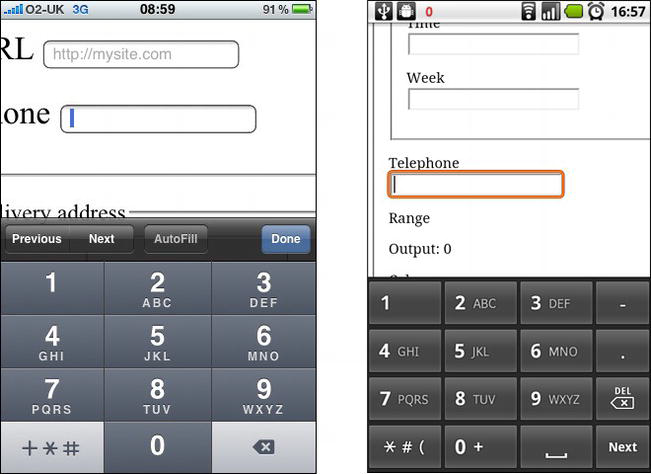 O2-UK 3G 08:59 91 %
RL http://mysite.com
one
livery address
Previous Next AutoFill Done
1 2 ABC 3 DEF
4 GHI 5 JKL 6 MNO
7 PQRS 8 TUV 9 WXYZ
+ * # 0
0 16:57
Time
Week
Telephone
Range
Output: 0
1 2 ABC 3 DEF -
4 GHI 5 JKL 6 MNO .
7 PQRS 8 TUV 9 WXYZ DEL
* # ( 0 + Next